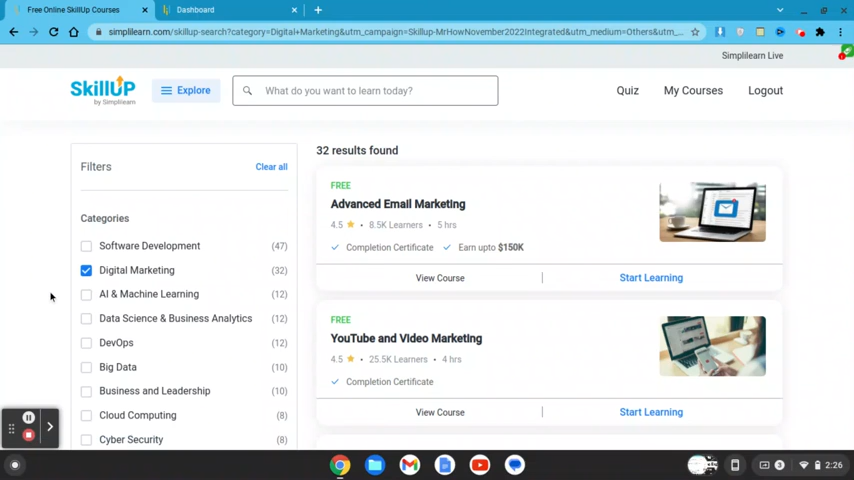 Free Online SkillUp Courses
Dashboard
simplilearn.com/skillup-search?category=Digital+Marketing&utm_campaign=Skillup-MrHowNovember2022Integrated&utm_medium=Others&utm_...
Simplilearn Live
SkillUP
by Simplilearn
Explore
What do you want to learn today?
Quiz
My Courses
Logout
Filters
Clear all
Categories
Software Development (47)
Digital Marketing (32)
AI & Machine Learning (12)
Data Science & Business Analytics (12)
DevOps (12)
Big Data (10)
Business and Leadership (10)
Cloud Computing (8)
Cyber Security (8)
32 results found
FREE
Advanced Email Marketing
4.5 • 8.5K Learners • 5 hrs
Completion Certificate Earn upto $150K
View Course | Start Learning
FREE
YouTube and Video Marketing
4.5 • 25.5K Learners • 4 hrs
Completion Certificate
View Course | Start Learning
3 2:26